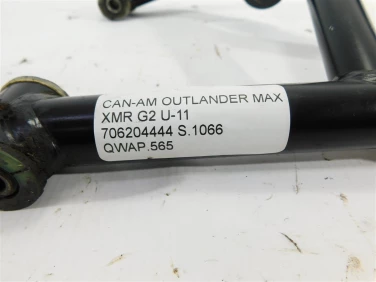 CAN-AM OUTLANDER MAX
XMR G2 U-11
706204444 S.1066
QWAP.565